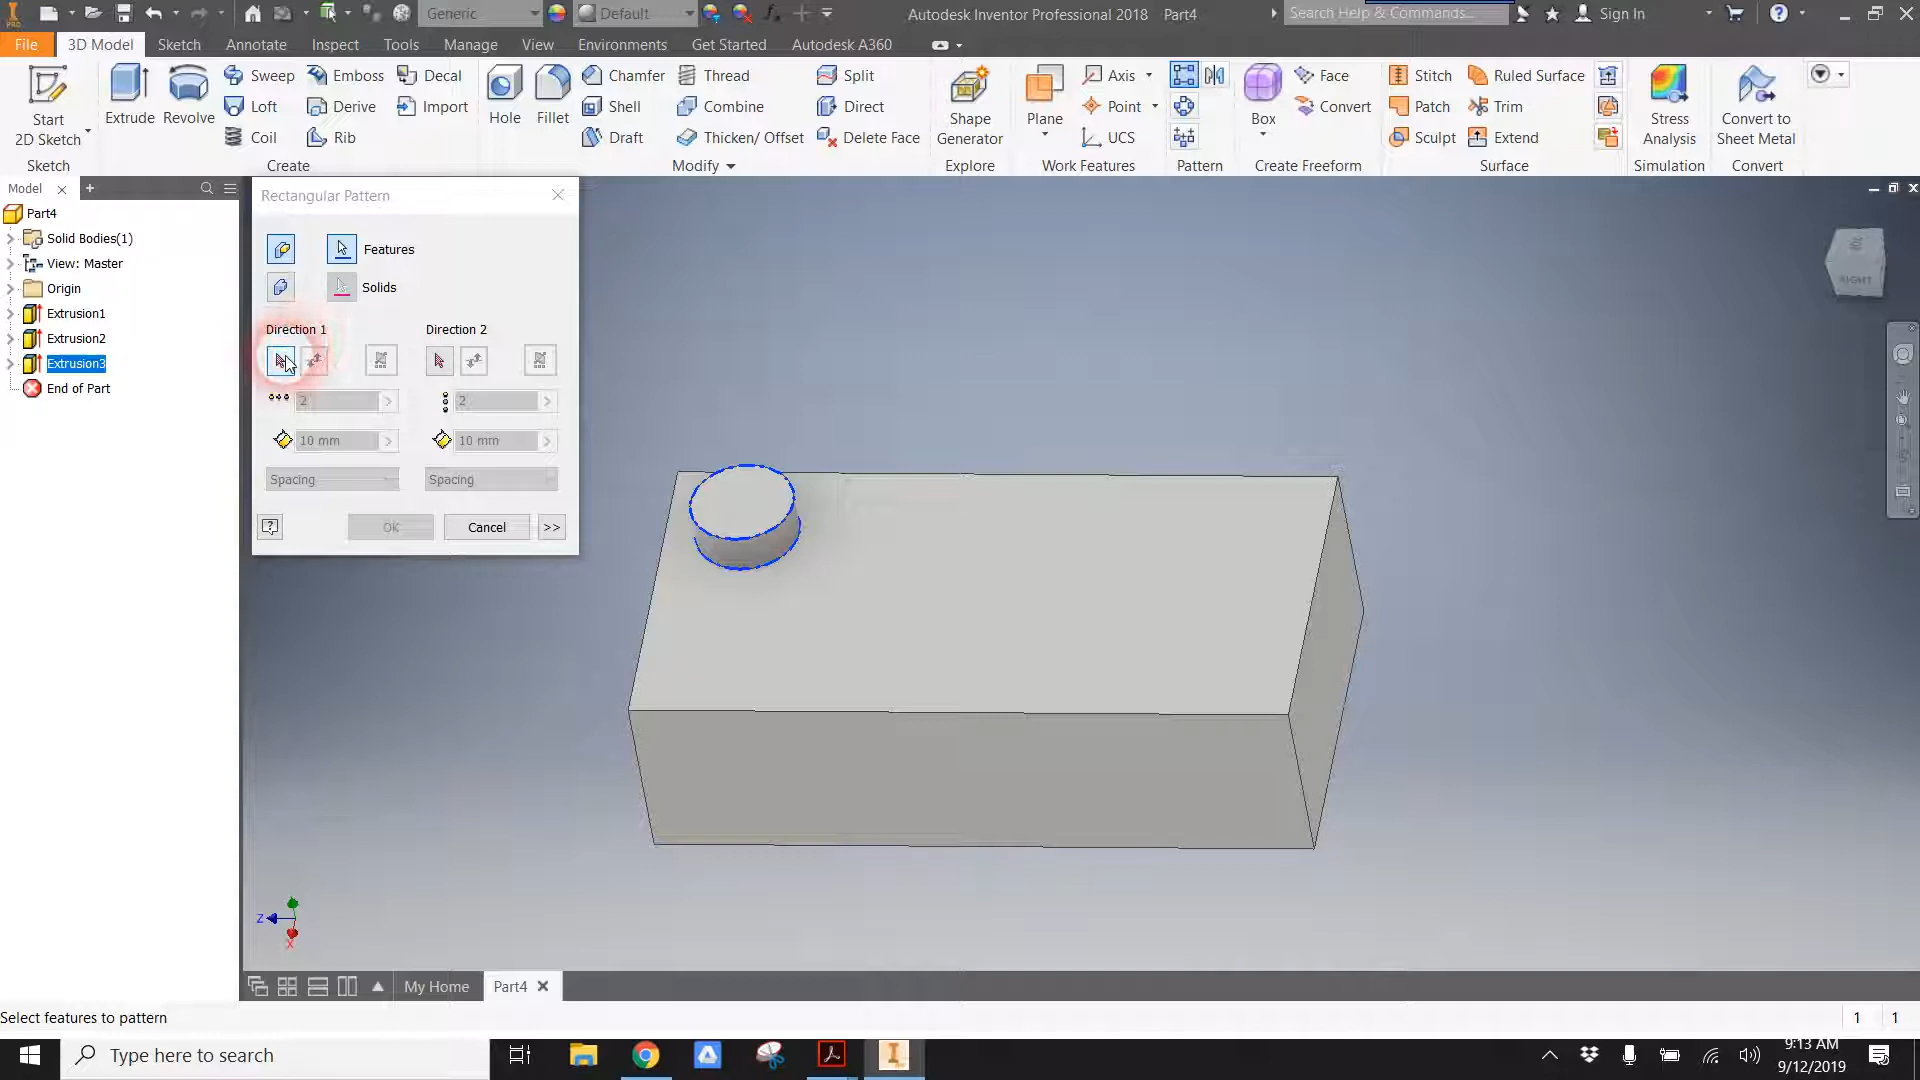 Generic
Default
Autodesk Inventor Professional 2018 Part4
Search Help & Commands...
Sign In
PRO
File 3D Model Sketch Annotate Inspect Tools Manage View Environments Get Started Autodesk A360
Start
2D Sketch
Sketch
Extrude Revolve
Sweep Emboss Decal
Loft Derive Import
Coil Rib
Create
Hole Fillet
Chamfer Thread Split
Shell Combine Direct
Draft Thicken/ Offset Delete Face
Modify
Shape
Generator
Explore
Plane
Axis
Point
UCS
Work Features
Pattern
Box
Face
Convert
Create Freeform
Stitch Ruled Surface
Patch Trim
Sculpt Extend
Surface
Stress
Analysis
Simulation
Convert to
Sheet Metal
Convert
Model
Part4
Solid Bodies(1)
View: Master
Origin
Extrusion1
Extrusion2
Extrusion3
End of Part
Rectangular Pattern
Features
Solids
Direction 1 Direction 2
2 2
10 mm 10 mm
Spacing Spacing
OK Cancel >>
RIGHT
Z
X
My Home Part4
Select features to pattern
1 1
Type here to search
9:13 AM
9/12/2019